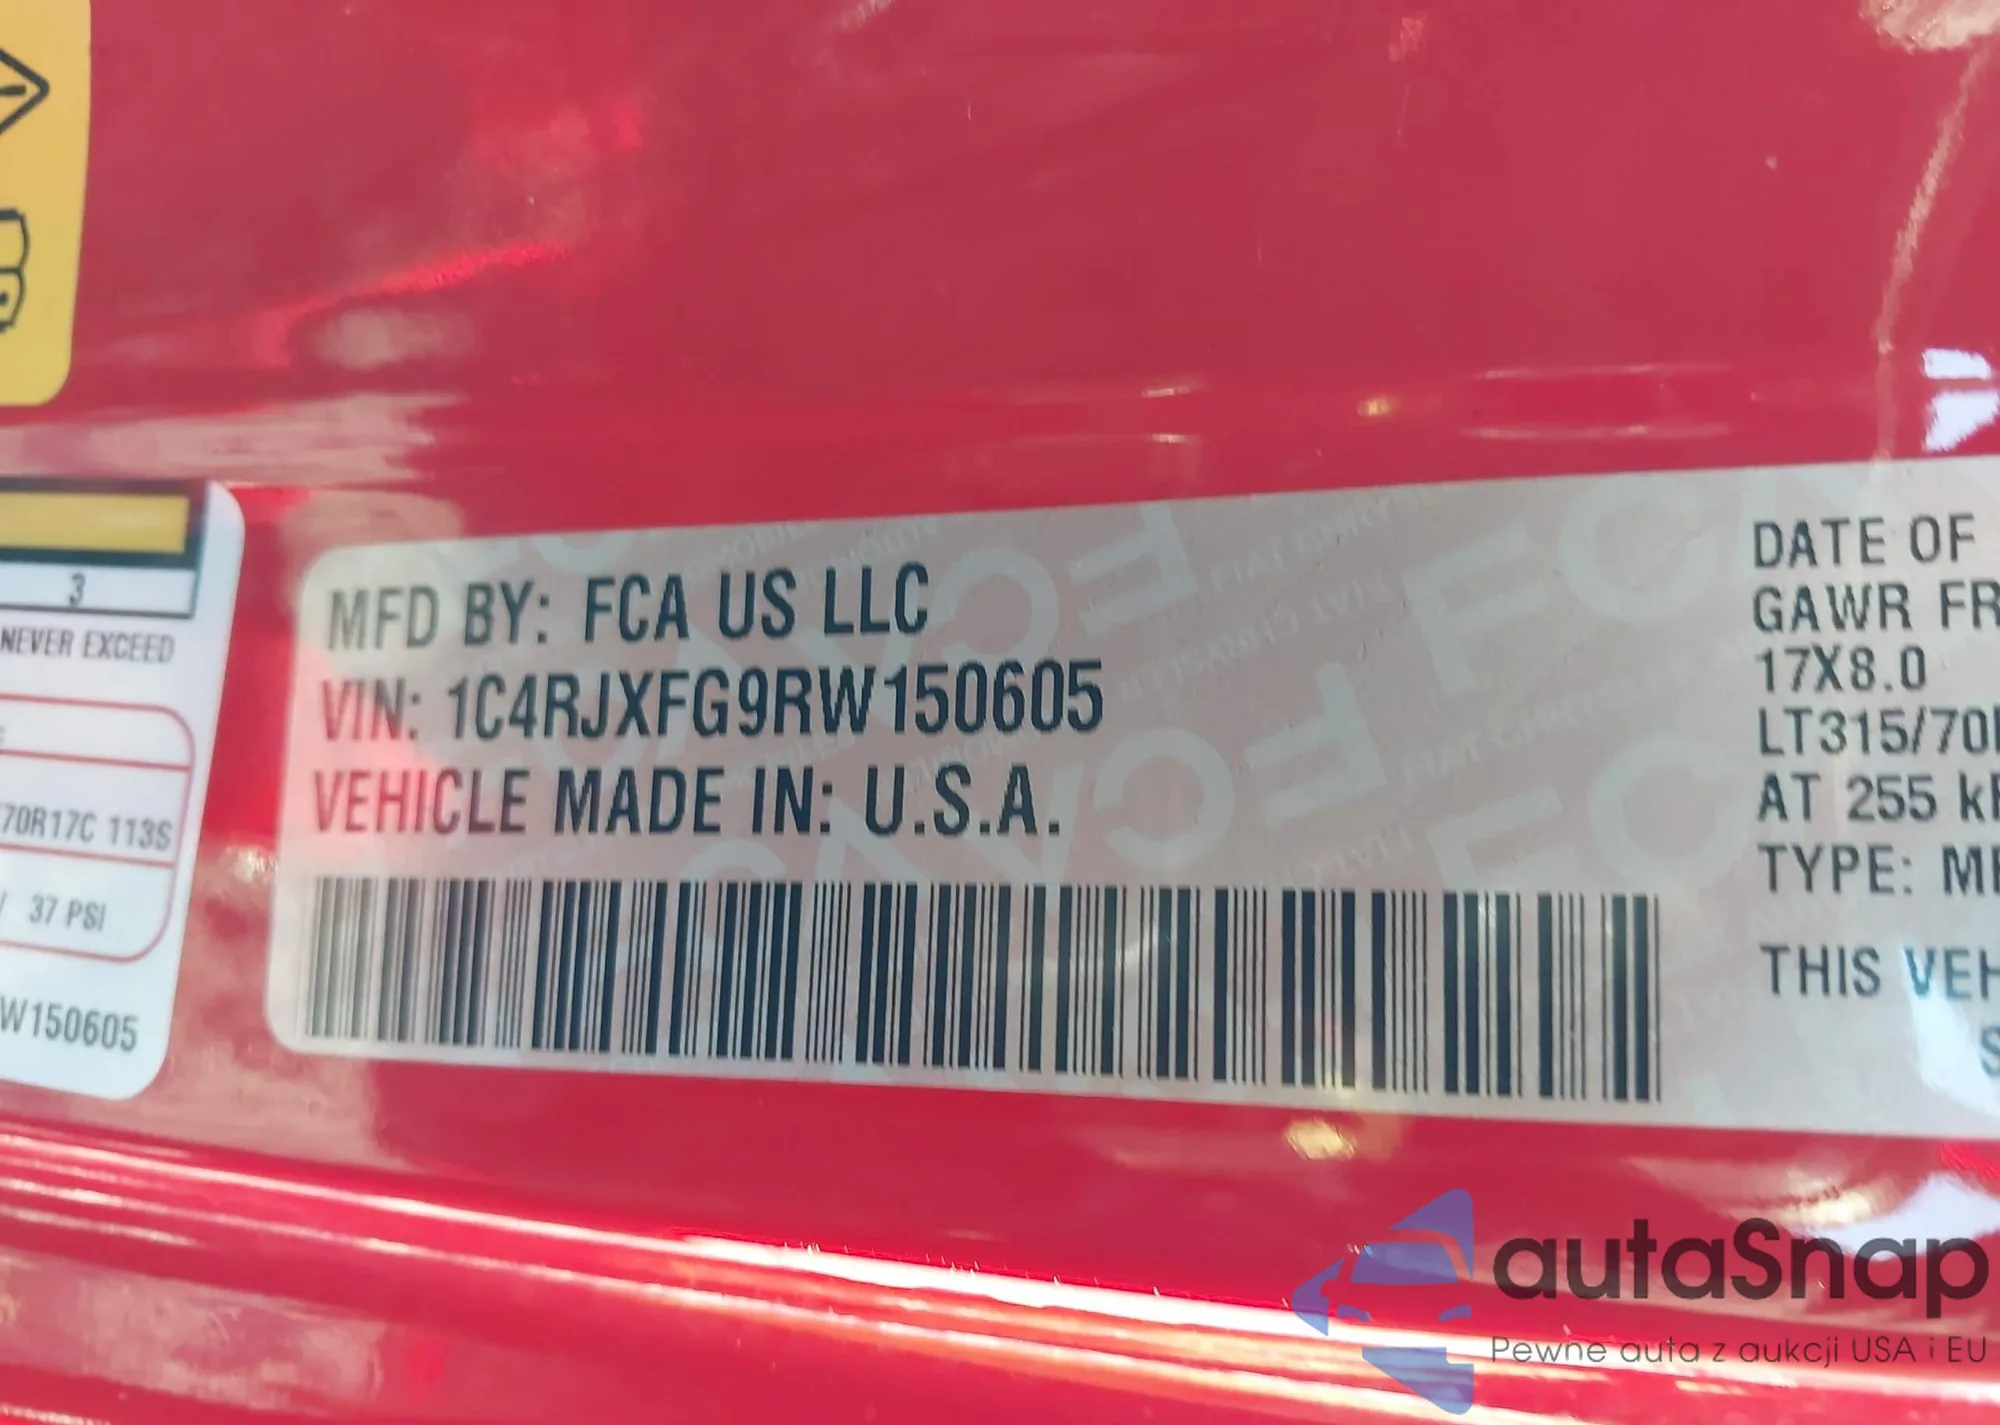 3
NEVER EXCEED
70R17C 113S
/ 37 PSI
W150605
MFD BY: FCA US LLC
VIN: 1C4RJXFG9RW150605
VEHICLE MADE IN: U.S.A.
DATE OF
GAWR FR
17X8.0
LT315/70
AT 255 k
TYPE: M
THIS VEH
S
autaSnap
Pewne auta z aukcji USA i EU